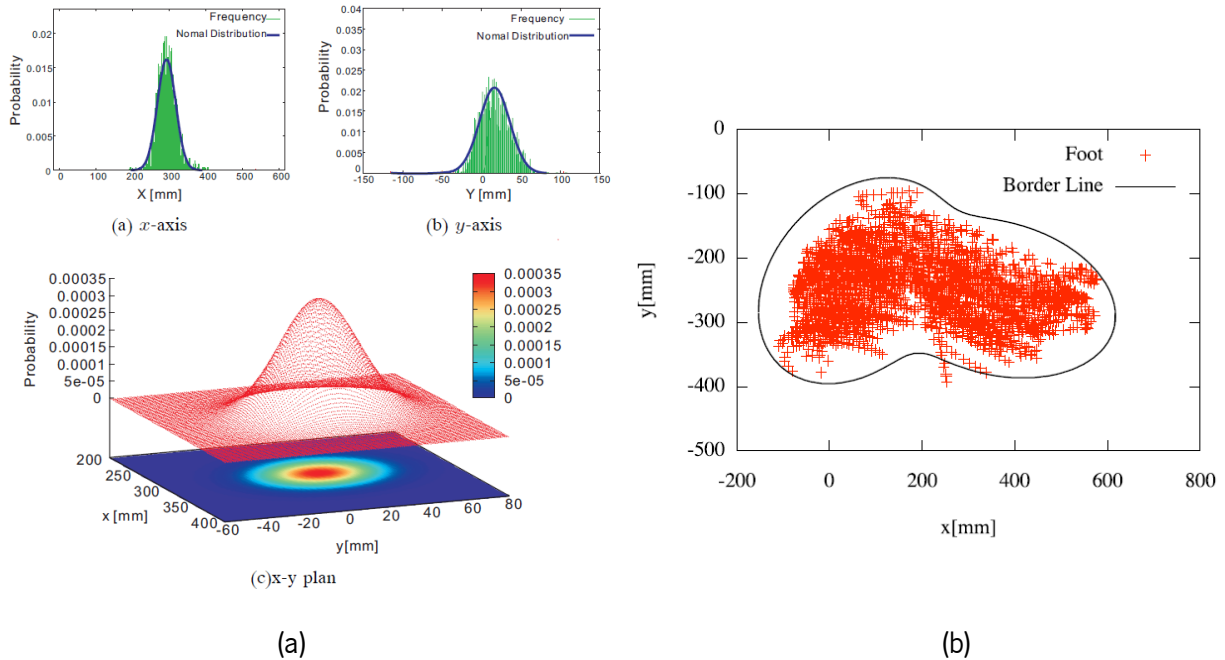 Frequency
Nomal Distribution
Probability
0.02
0.015
0.01
0.005
0
0 100 200 300 400 500 600
X [mm]
(a) x-axis
Frequency
Nomal Distribution
Probability
0.04
0.035
0.03
0.025
0.02
0.015
0.01
0.005
0
-150 -100 -50 0 50 100 150
Y [mm]
(b) y-axis
Probability
0.00035
0.0003
0.00025
0.0002
0.00015
0.0001
5e-05
0
0.00035
0.0003
0.00025
0.0002
0.00015
0.0001
5e-05
0
200
250
300
350
400
x [mm]
-60 -40 -20 0 20 40 60 80
y[mm]
(c)x-y plan
(a)
0
-100
-200
-300
-400
-500
y[mm]
Foot
Border Line
-200 0 200 400 600 800
x[mm]
(b)